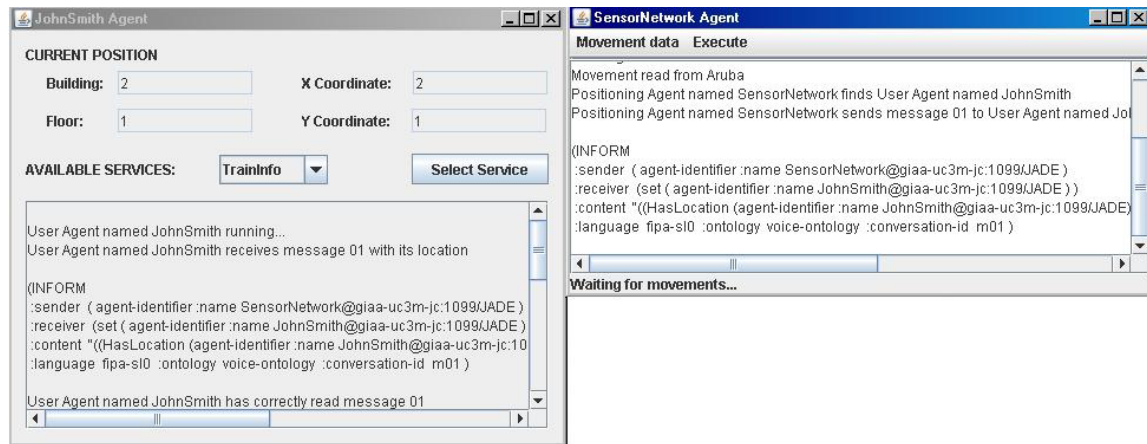 JohnSmith Agent
CURRENT POSITION
Building: 2 X Coordinate: 2
Floor: 1 Y Coordinate: 1
AVAILABLE SERVICES: TrainInfo Select Service
User Agent named JohnSmith running...
User Agent named JohnSmith receives message 01 with its location
(INFORM
:sender ( agent-identifier :name SensorNetwork@giaa-uc3m-jc:1099/JADE )
:receiver (set ( agent-identifier :name JohnSmith@giaa-uc3m-jc:1099/JADE )
:content "((HasLocation (agent-identifier :name JohnSmith@giaa-uc3m-jc:10
:language fipa-sl0 :ontology voice-ontology :conversation-id m01 )
User Agent named JohnSmith has correctly read message 01
SensorNetwork Agent
Movement data Execute
Movement read from Aruba
Positioning Agent named SensorNetwork finds User Agent named JohnSmith
Positioning Agent named SensorNetwork sends message 01 to User Agent named Jo
(INFORM
:sender ( agent-identifier :name SensorNetwork@giaa-uc3m-jc:1099/JADE )
:receiver (set ( agent-identifier :name JohnSmith@giaa-uc3m-jc:1099/JADE ) )
:content "((HasLocation (agent-identifier :name JohnSmith@giaa-uc3m-jc:1099/JADE)
:language fipa-sl0 :ontology voice-ontology :conversation-id m01 )
Waiting for movements...